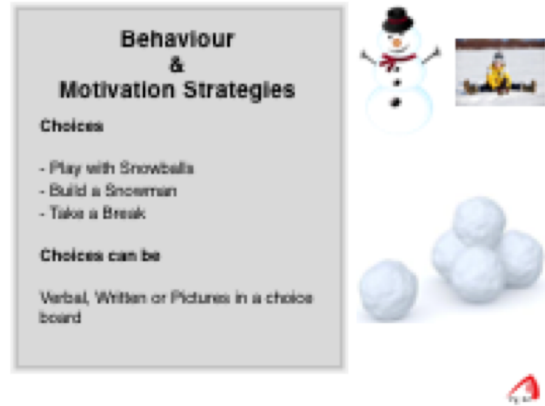 Behaviour
&
Motivation Strategies
Choices
- Play with Snowballs
- Build a Snowman
- Take a Break
Choices can be
Verbal, Written or Pictures in a choice
board